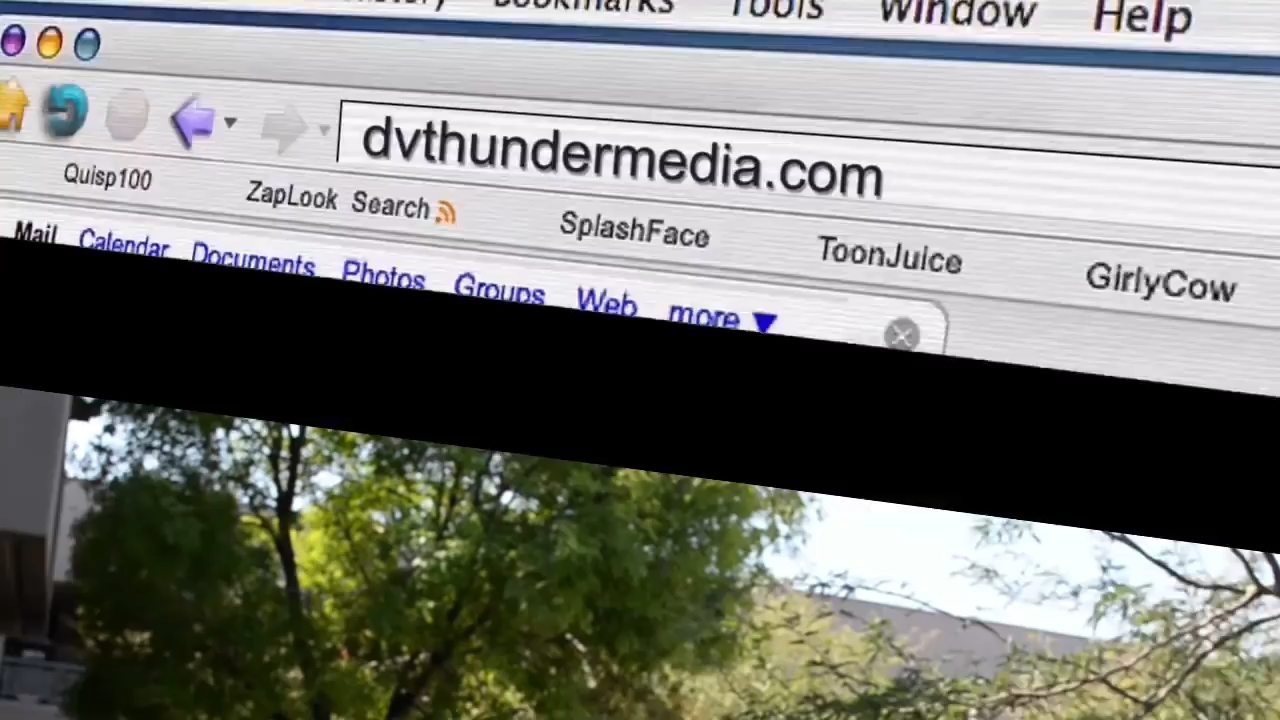 Bookmarks Tools Window Help
dvthundermedia.com
Quisp100 ZapLook Search SplashFace ToonJuice GirlyCow
Mail Calendar Documents Photos Groups Web more